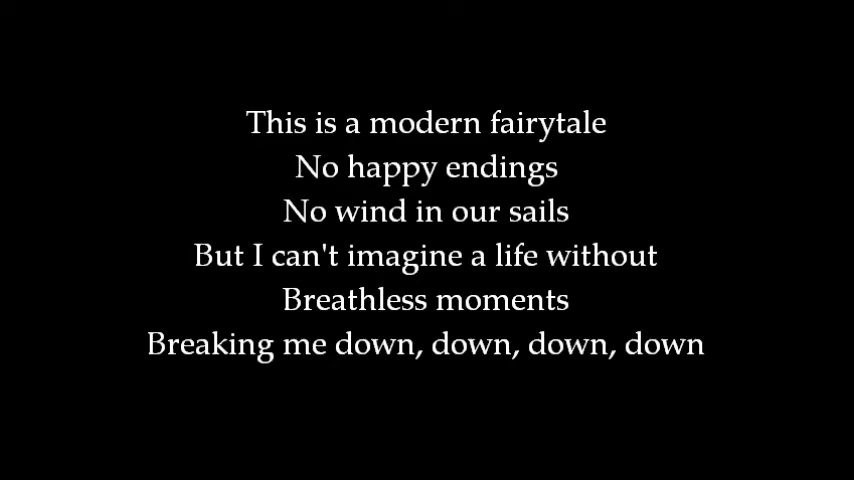 This is a modern fairytale
No happy endings
No wind in our sails
But I can't imagine a life without
Breathless moments
Breaking me down, down, down, down